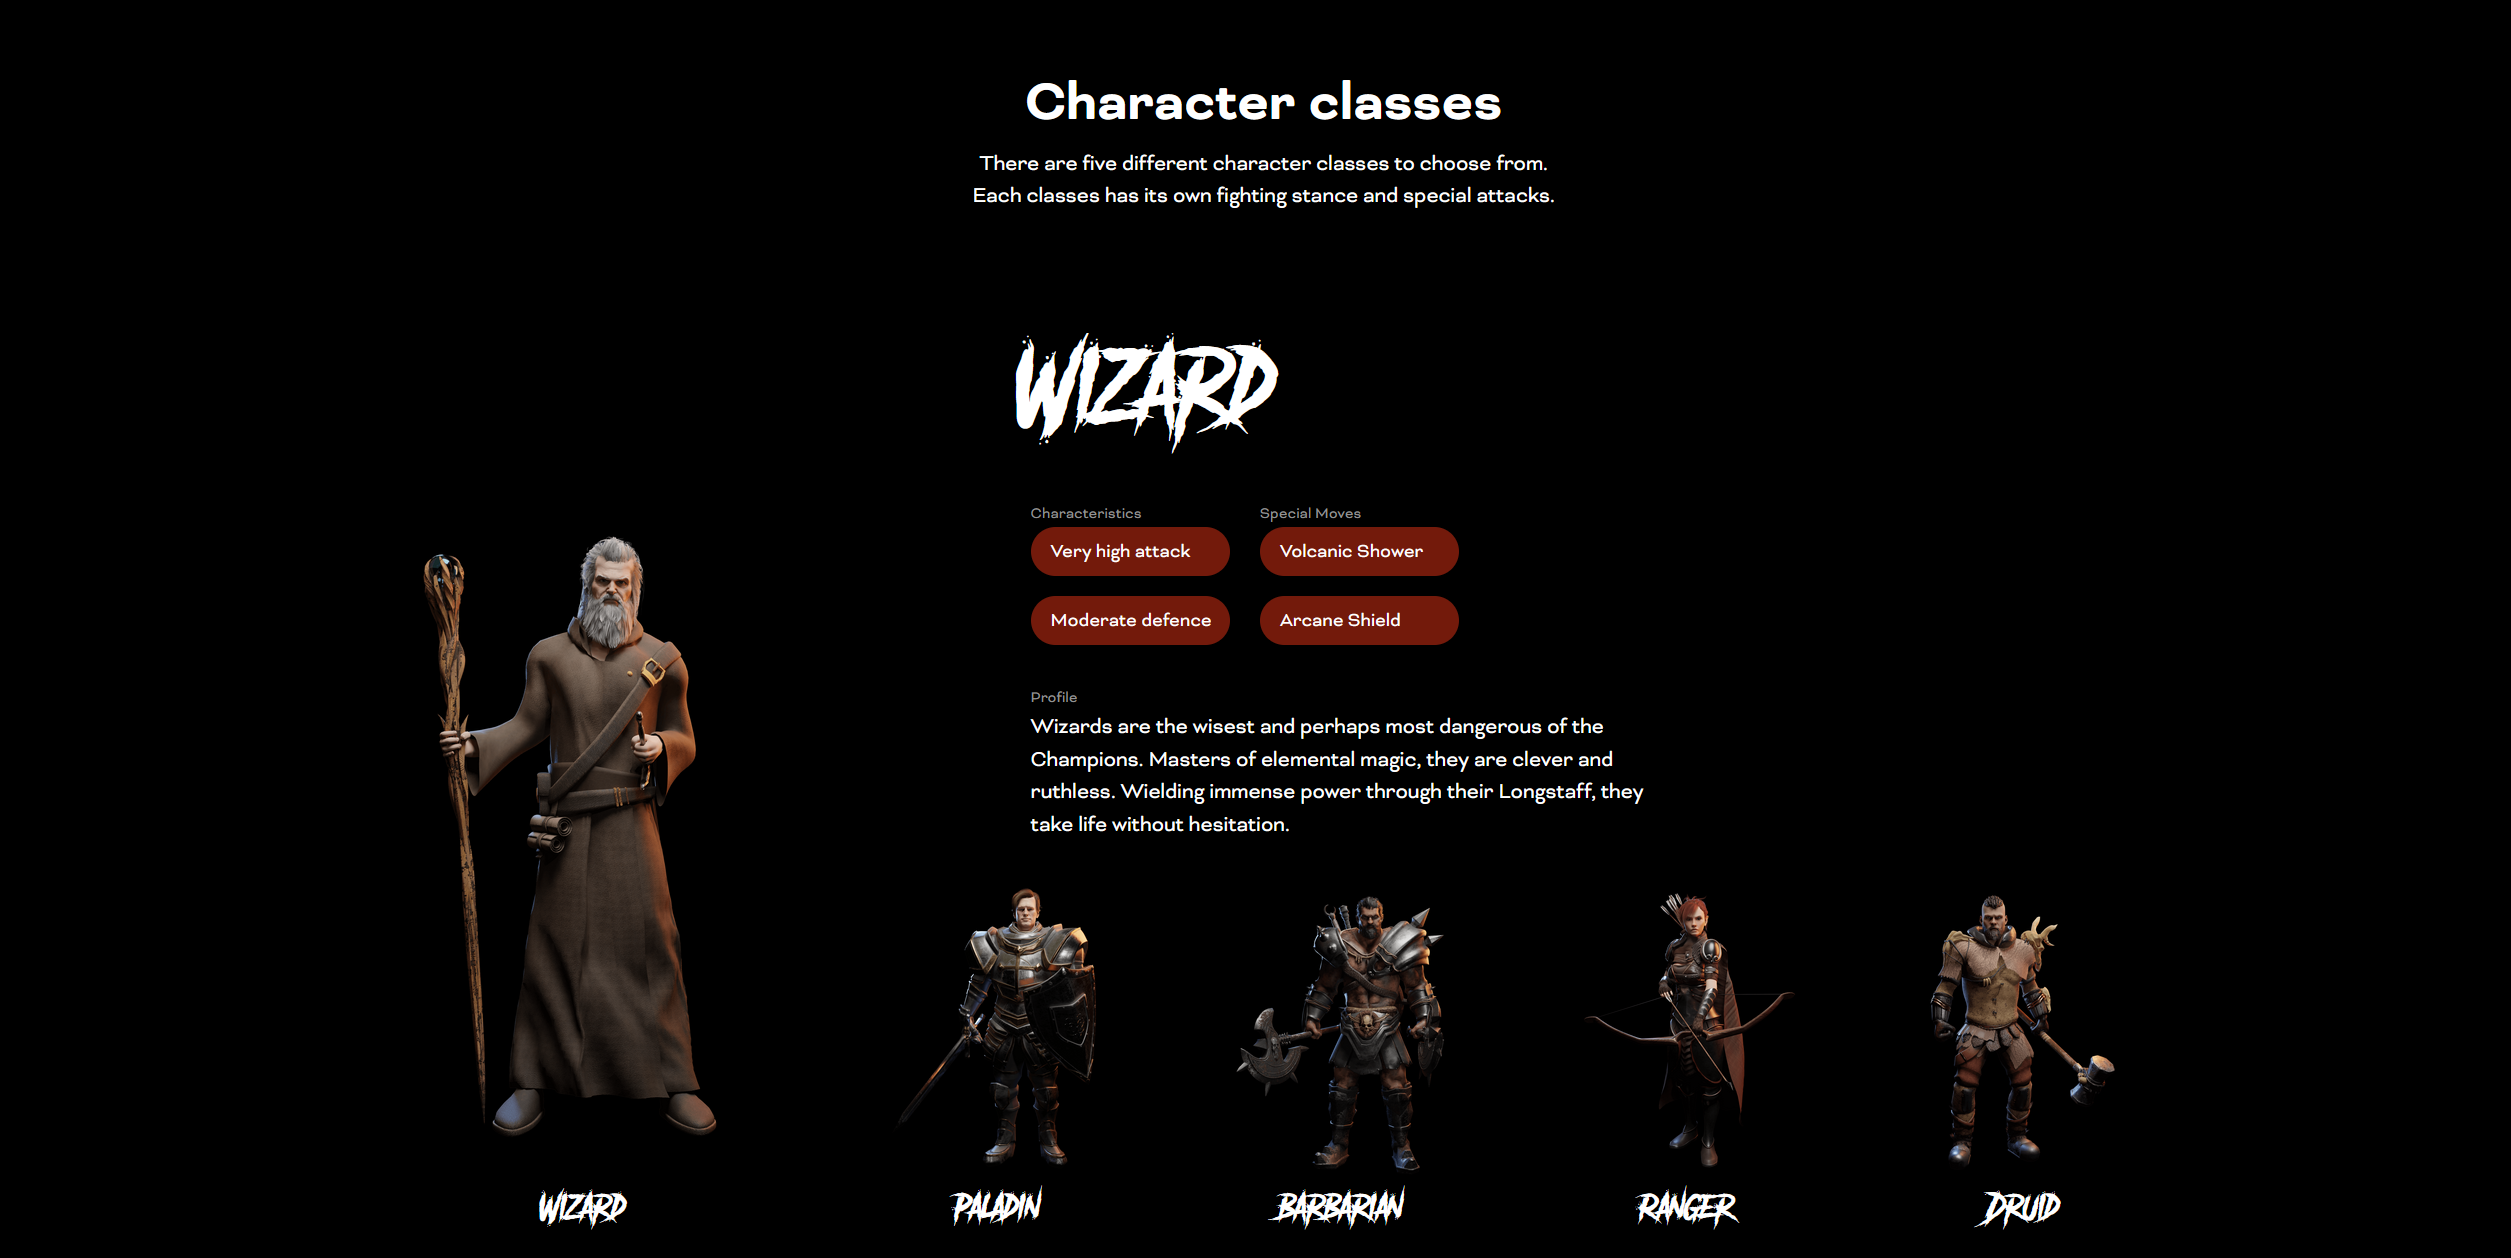 Character classes
There are five different character classes to choose from.
Each classes has its own fighting stance and special attacks.
WIZARD
Characteristics
Very high attack
Moderate defence
Special Moves
Volcanic Shower
Arcane Shield
Profile
Wizards are the wisest and perhaps most dangerous of the
Champions. Masters of elemental magic, they are clever and
ruthless. Wielding immense power through their Longstaff, they
take life without hesitation.
WIZARD
PALADIN
BARBARIAN
RANGER
DRUID